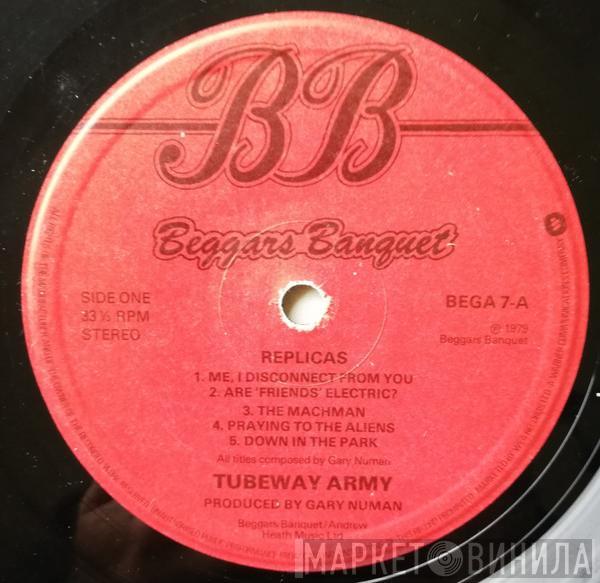 BB
Beggars Banquet
SIDE ONE
33 ⅓ RPM
STEREO
BEGA 7-A
℗ 1979
Beggars Banquet
REPLICAS
1. ME, I DISCONNECT FROM YOU
2. ARE 'FRIENDS' ELECTRIC?
3. THE MACHMAN
4. PRAYING TO THE ALIENS
5. DOWN IN THE PARK
All titles composed by Gary Numan
TUBEWAY ARMY
PRODUCED BY GARY NUMAN
Beggars Banquet/Andrew
Heath Music Ltd
МАРКЕТ ВИНИЛА